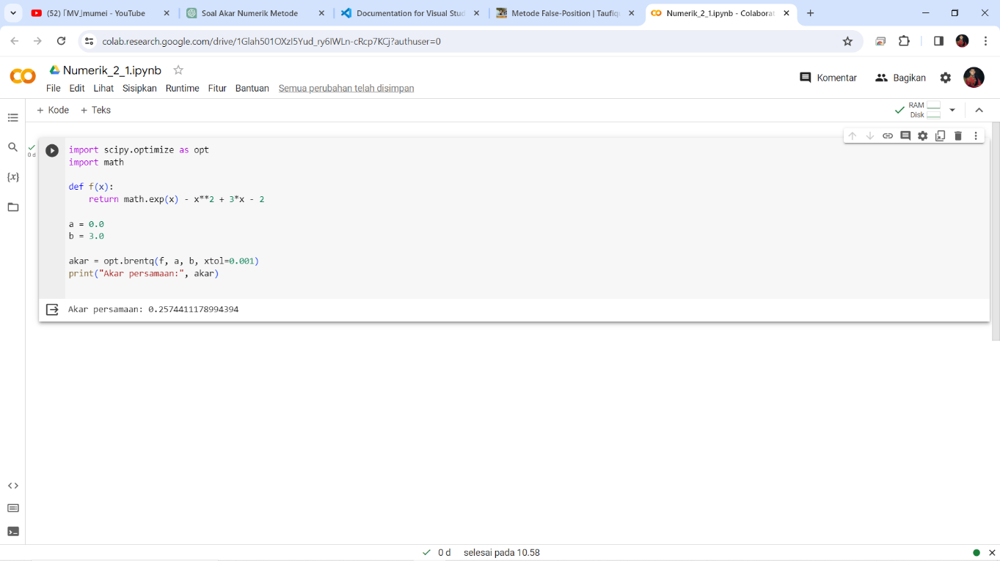 (52) 「MV」mumei - YouTube
Soal Akar Numerik Metode
Documentation for Visual Stud
Metode False-Position | Taufiqu
Numerik_2_1.ipynb - Colaborat
colab.research.google.com/drive/1Glah501OXzI5Yud_ry6IWLn-cRcp7KCj?authuser=0
Numerik_2_1.ipynb
Komentar
Bagikan
File Edit Lihat Sisipkan Runtime Fitur Bantuan Semua perubahan telah disimpan
+ Kode + Teks
RAM
Disk
0 d
{x}
import scipy.optimize as opt
import math
def f(x):
return math.exp(x) - x**2 + 3*x - 2
a = 0.0
b = 3.0
akar = opt.brentq(f, a, b, xtol=0.001)
print("Akar persamaan:", akar)
Akar persamaan: 0.2574411178994394
0 d selesai pada 10.58